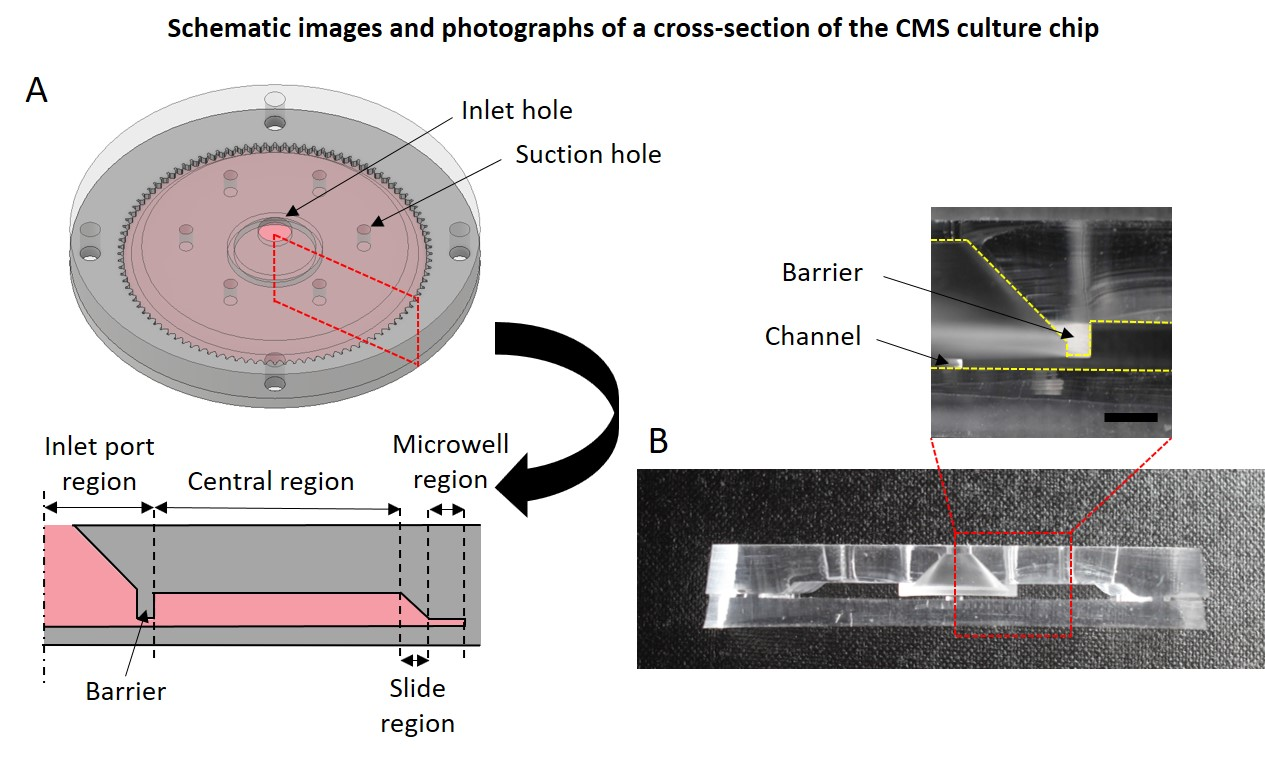 Schematic images and photographs of a cross-section of the CMS culture chip
A
Inlet hole
Suction hole
Inlet port
region
Central region
Microwell
region
Barrier
Slide
region
B
Barrier
Channel